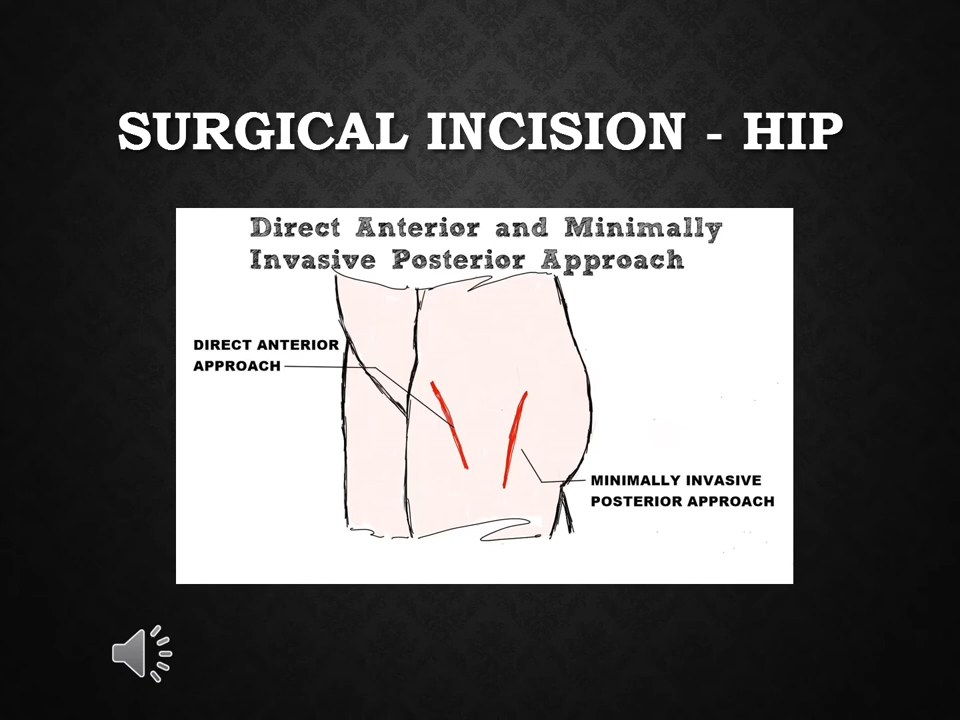 SURGICAL INCISION - HIP
Direct Anterior and Minimally
Invasive Posterior Approach
DIRECT ANTERIOR
APPROACH
MINIMALLY INVASIVE
POSTERIOR APPROACH